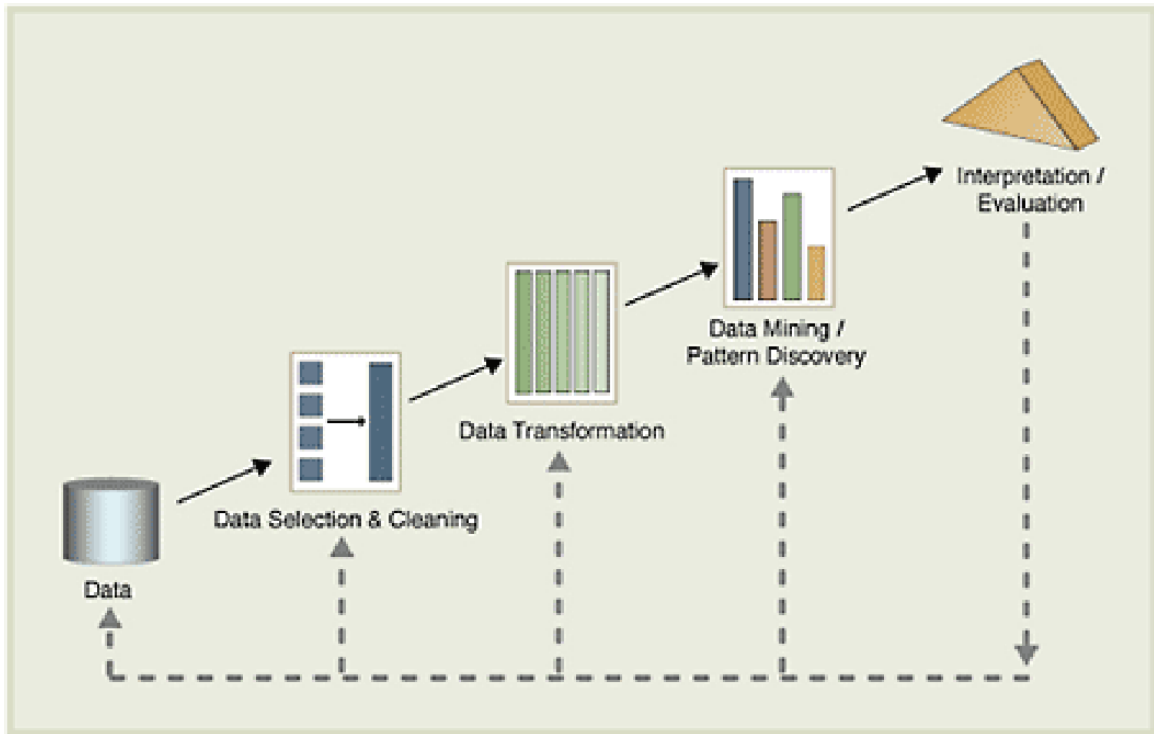 Data
Data Selection & Cleaning
Data Transformation
Data Mining /
Pattern Discovery
Interpretation /
Evaluation